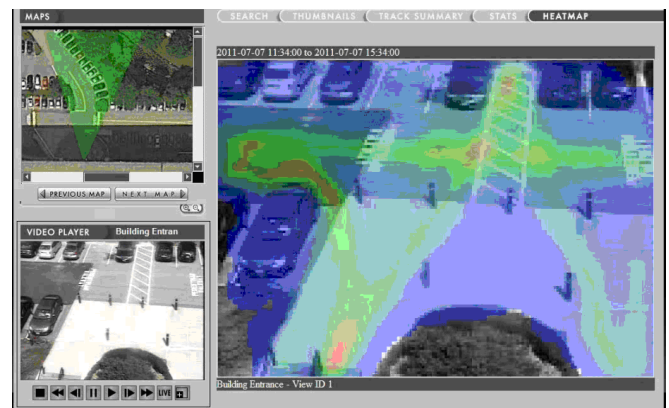 MAPS
SEARCH THUMBNAILS TRACK SUMMARY STATS HEATMAP
2011-07-07 11:34:00 to 2011-07-07 15:34:00
PREVIOUS MAP NEXT MAP
VIDEO PLAYER Building Entran
LIVE
Building Entrance - View ID 1